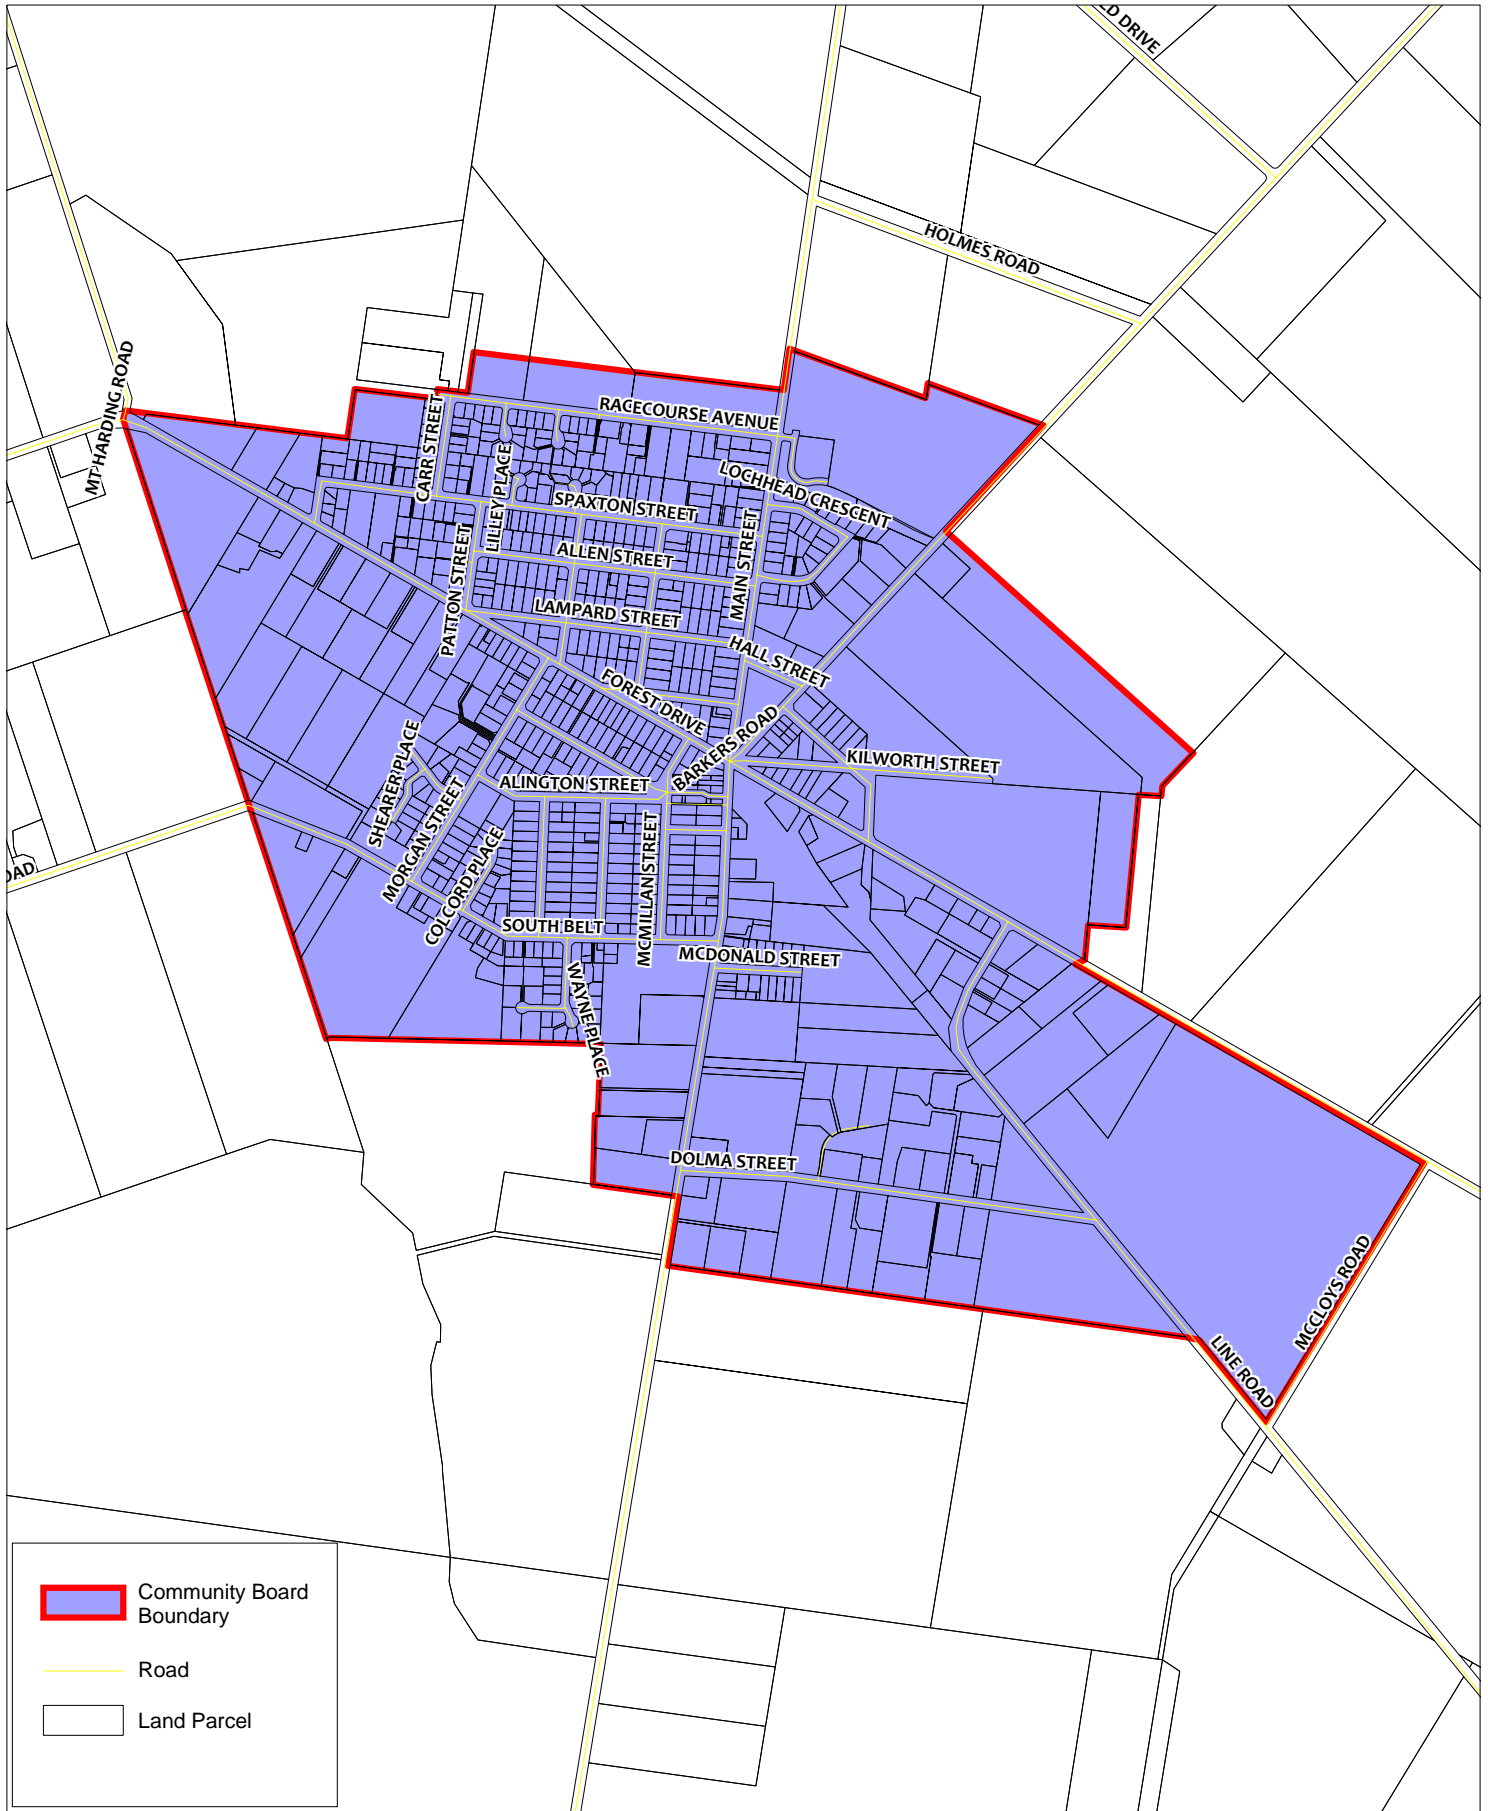 LD DRIVE
HOLMES ROAD
MT HARDING ROAD
RACECOURSE AVENUE
CARR STREET
LILLEY PLACE
LOCHHEAD CRESCENT
SPAXTON STREET
ALLEN STREET
MAIN STREET
PATTON STREET
LAMPARD STREET
HALL STREET
FOREST DRIVE
BARKERS ROAD
KILWORTH STREET
SHEARER PLACE
ALINGTON STREET
MORGAN STREET
COLCORD PLACE
MCMILLAN STREET
OAD
SOUTH BELT
MCDONALD STREET
WAYNE PLACE
DOLMA STREET
MCCLOYS ROAD
LINE ROAD
Community Board
Boundary
Road
Land Parcel